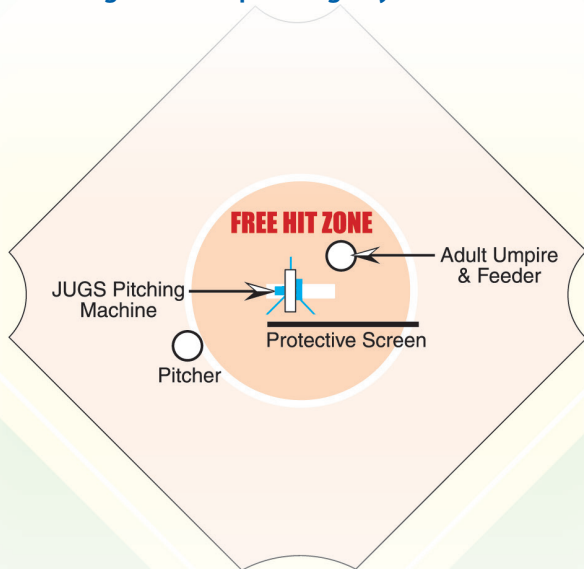 FREE HIT ZONE
Adult Umpire
& Feeder
JUGS Pitching
Machine
Protective Screen
Pitcher